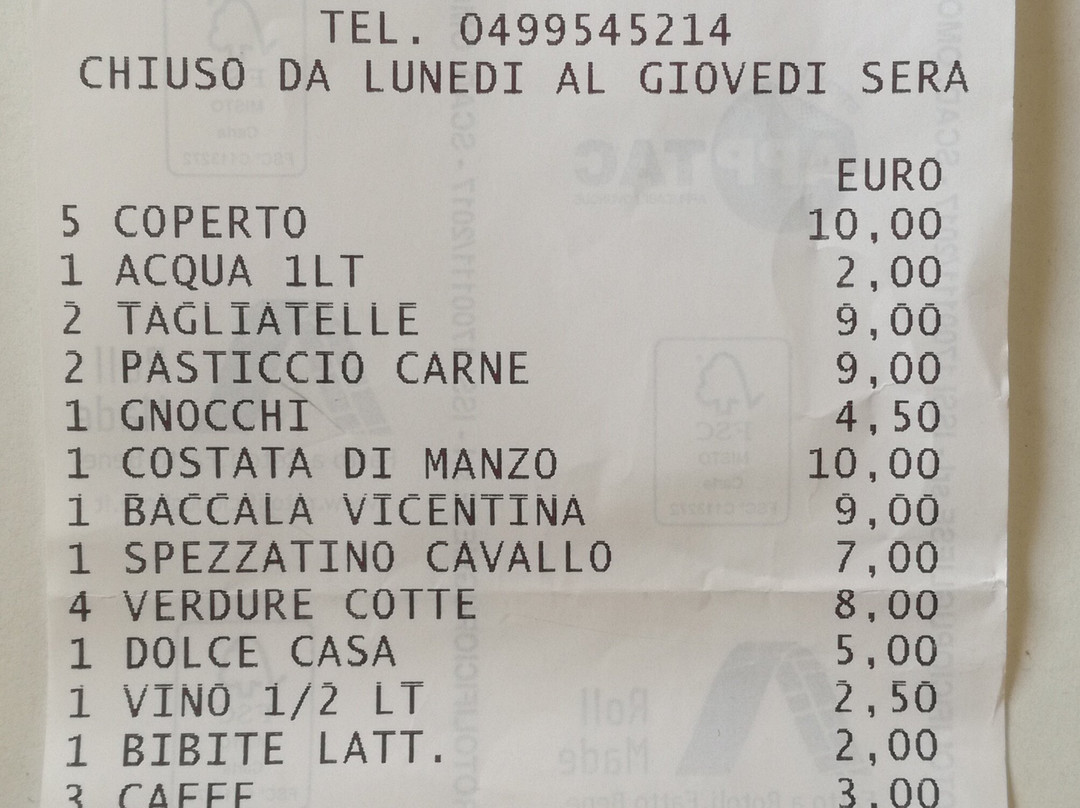 TEL. 0499545214
CHIUSO DA LUNEDI AL GIOVEDI SERA
EURO
5 COPERTO 10,00
1 ACQUA 1LT 2,00
2 TAGLIATELLE 9,00
2 PASTICCIO CARNE 9,00
1 GNOCCHI 4,50
1 COSTATA DI MANZO 10,00
1 BACCALA VICENTINA 9,00
1 SPEZZATINO CAVALLO 7,00
4 VERDURE COTTE 8,00
1 DOLCE CASA 5,00
1 VINO 1/2 LT 2,50
1 BIBITE LATT. 2,00
3 CAFFE 3,00